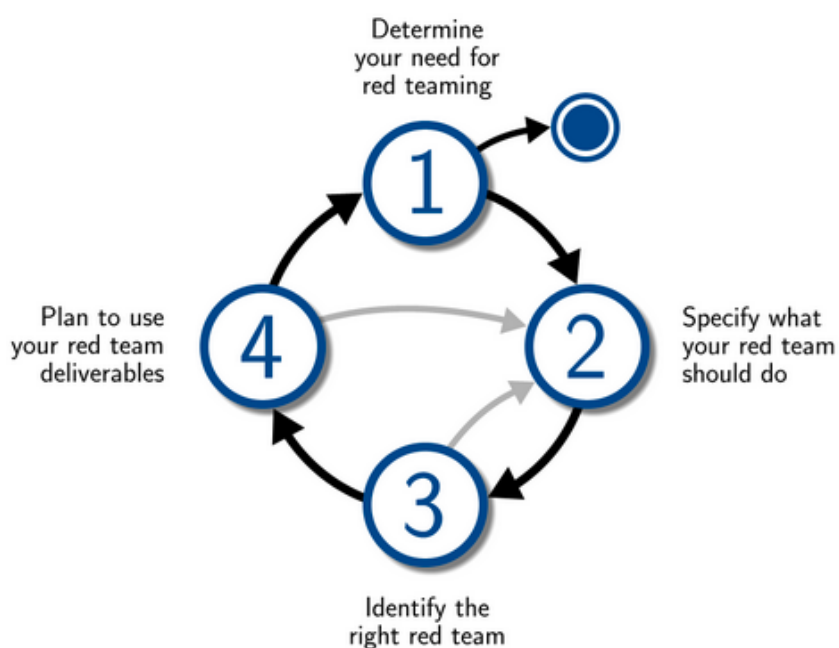 Determine
your need for
red teaming
1
Plan to use
your red team
deliverables
4
2
Specify what
your red team
should do
3
Identify the
right red team